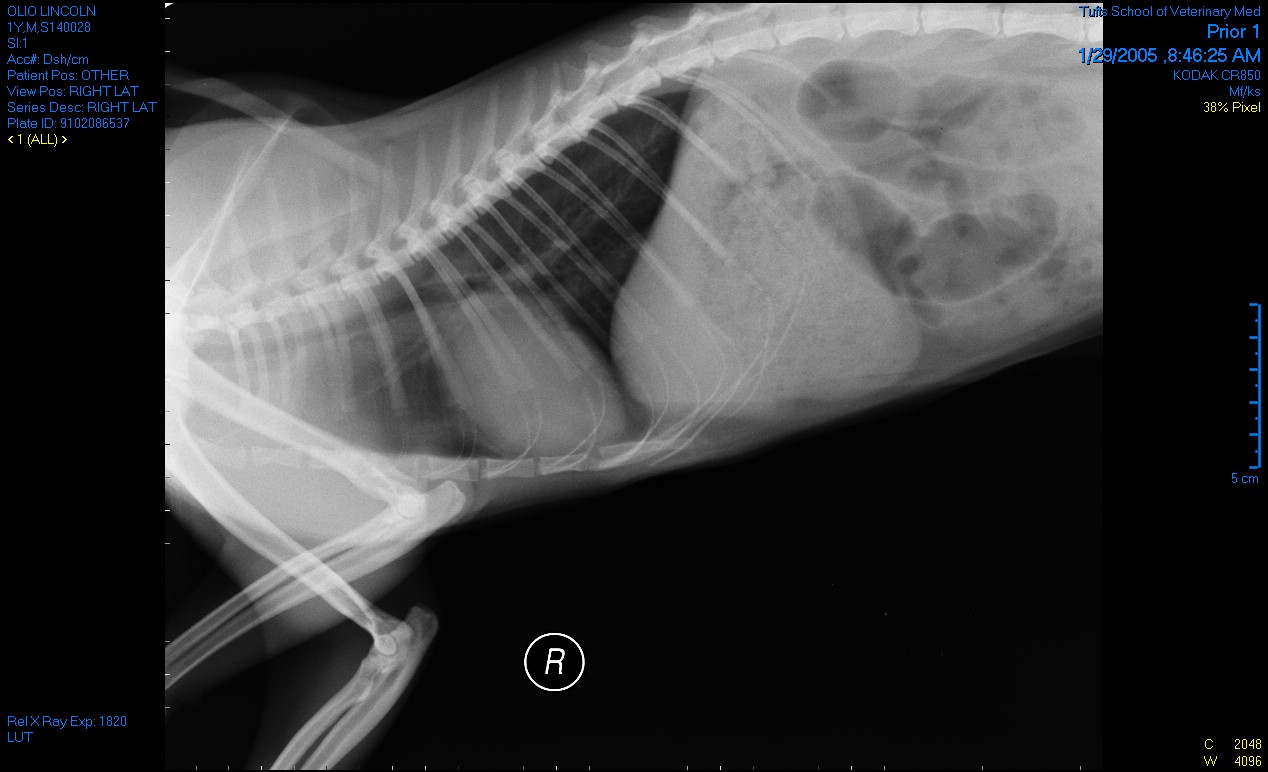 OLIO LINCOLN
1Y,M,S140028
SI:1
Acc#: Dsh/cm
Patient Pos: OTHER
View Pos: RIGHT LAT
Series Desc: RIGHT LAT
Plate ID: 9102086537
< 1 (ALL) >
Tufts School of Veterinary Med
Prior 1
1/29/2005 ,8:46:25 AM
KODAK CR850
Mf/ks
38% Pixel
5 cm
R
Rel X Ray Exp: 1820
LUT
C 2048
W 4096